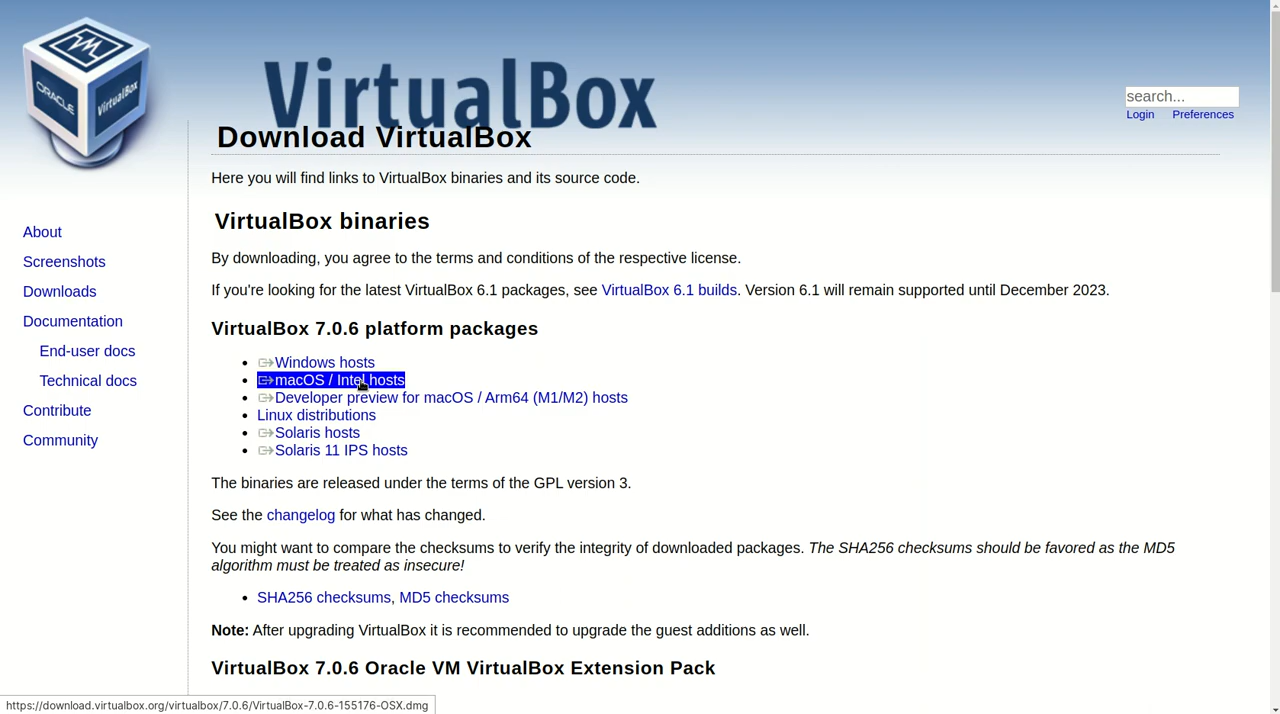 ORACLE
VirtualBox
VirtualBox
search...
Login Preferences
Download VirtualBox
Here you will find links to VirtualBox binaries and its source code.
VirtualBox binaries
About
By downloading, you agree to the terms and conditions of the respective license.
Screenshots
If you're looking for the latest VirtualBox 6.1 packages, see VirtualBox 6.1 builds. Version 6.1 will remain supported until December 2023.
Downloads
Documentation
VirtualBox 7.0.6 platform packages
End-user docs
Windows hosts
Technical docs
macOS / Intel hosts
Developer preview for macOS / Arm64 (M1/M2) hosts
Contribute
Linux distributions
Community
Solaris hosts
Solaris 11 IPS hosts
The binaries are released under the terms of the GPL version 3.
See the changelog for what has changed.
You might want to compare the checksums to verify the integrity of downloaded packages. The SHA256 checksums should be favored as the MD5
algorithm must be treated as insecure!
SHA256 checksums, MD5 checksums
Note: After upgrading VirtualBox it is recommended to upgrade the guest additions as well.
VirtualBox 7.0.6 Oracle VM VirtualBox Extension Pack
https://download.virtualbox.org/virtualbox/7.0.6/VirtualBox-7.0.6-155176-OSX.dmg